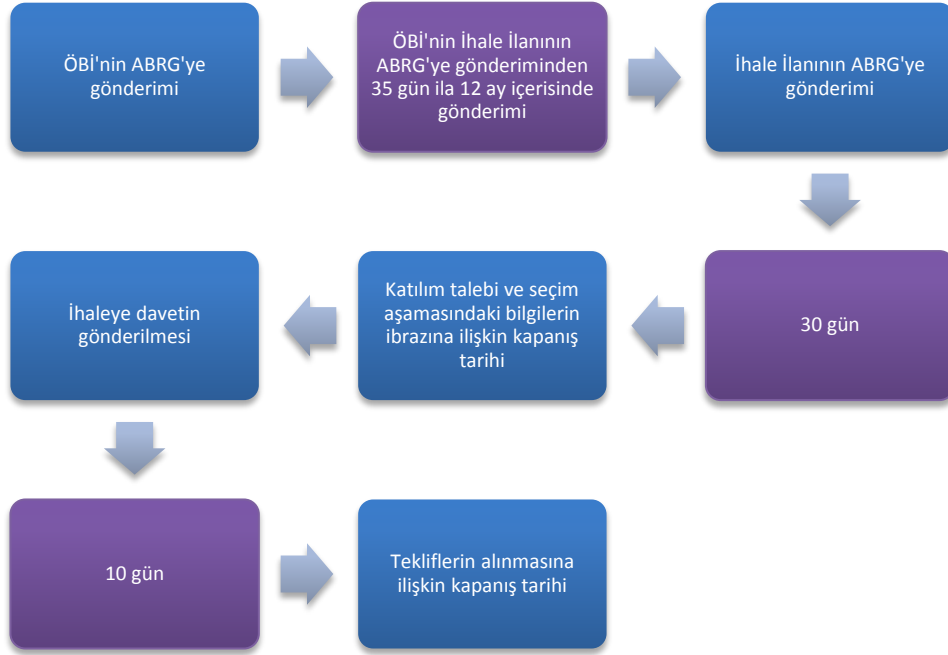 ÖBİ'nin ABRG'ye
gönderimi
ÖBİ'nin İhale İlanının
ABRG'ye gönderiminden
35 gün ila 12 ay içerisinde
gönderimi
İhale İlanının ABRG'ye
gönderimi
30 gün
Katılım talebi ve seçim
aşamasındaki bilgilerin
ibrazına ilişkin kapanış
tarihi
İhaleye davetin
gönderilmesi
10 gün
Tekliflerin alınmasına
ilişkin kapanış tarihi